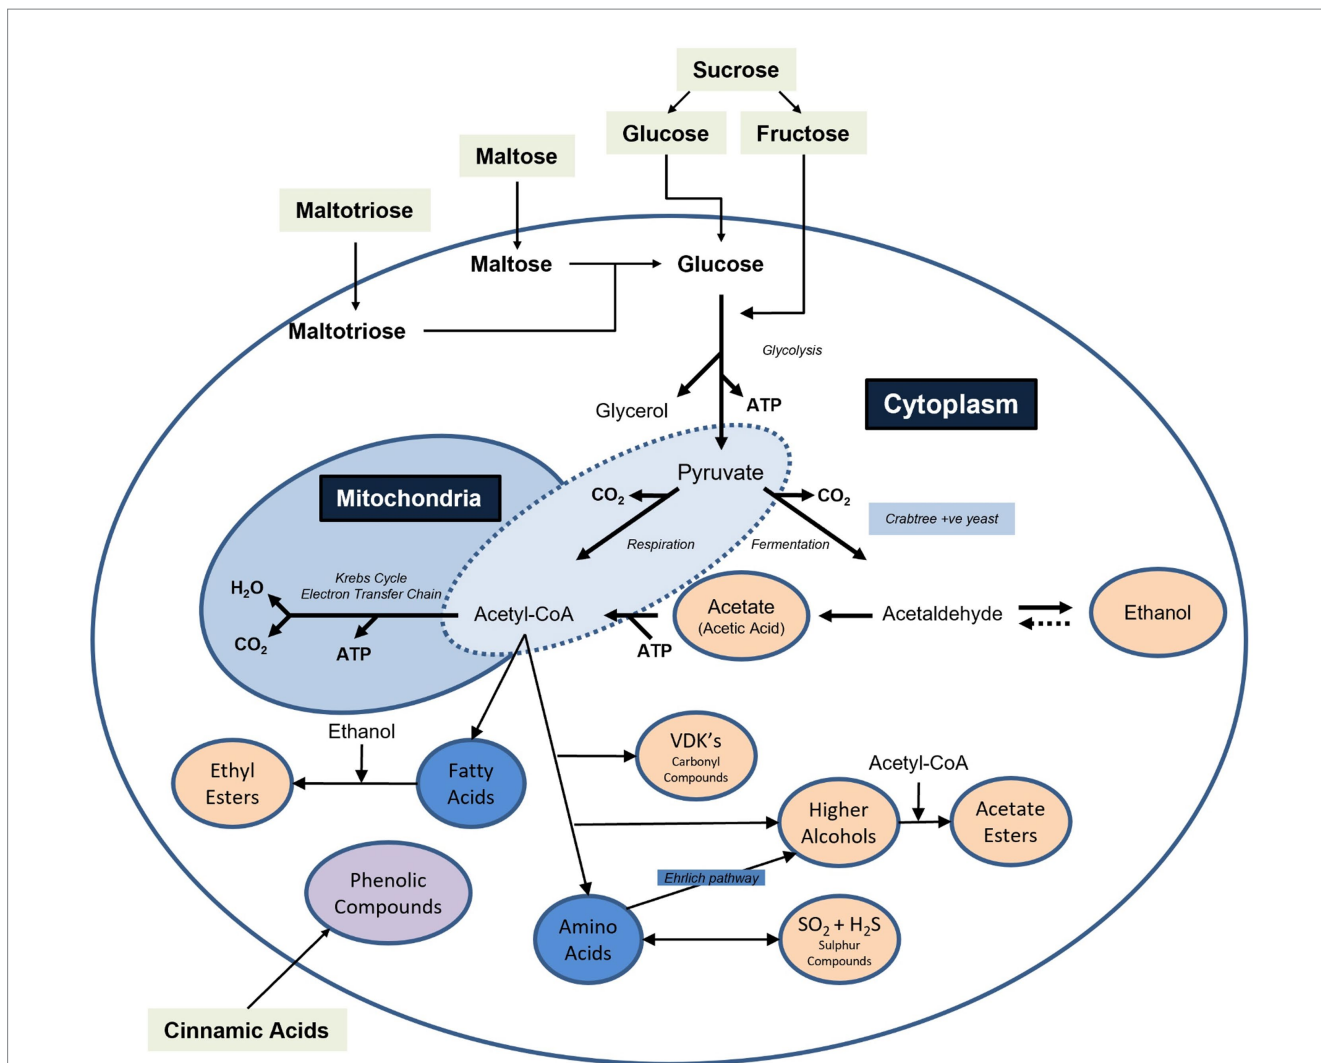 Sucrose
Glucose
Fructose
Maltose
Maltotriose
Maltose
Glucose
Maltotriose
Glycolysis
Glycerol
ATP
Cytoplasm
Pyruvate
Mitochondria
CO₂
CO₂
Crabtree +ve yeast
Respiration
Fermentation
Krebs Cycle
Electron Transfer Chain
H₂O
CO₂
ATP
Acetyl-CoA
ATP
Acetate
(Acetic Acid)
Acetaldehyde
Ethanol
Ethanol
Ethyl
Esters
Fatty
Acids
VDK's
Carbonyl
Compounds
Acetyl-CoA
Higher
Alcohols
Acetate
Esters
Ehrlich pathway
Phenolic
Compounds
Amino
Acids
SO₂ + H₂S
Sulphur
Compounds
Cinnamic Acids